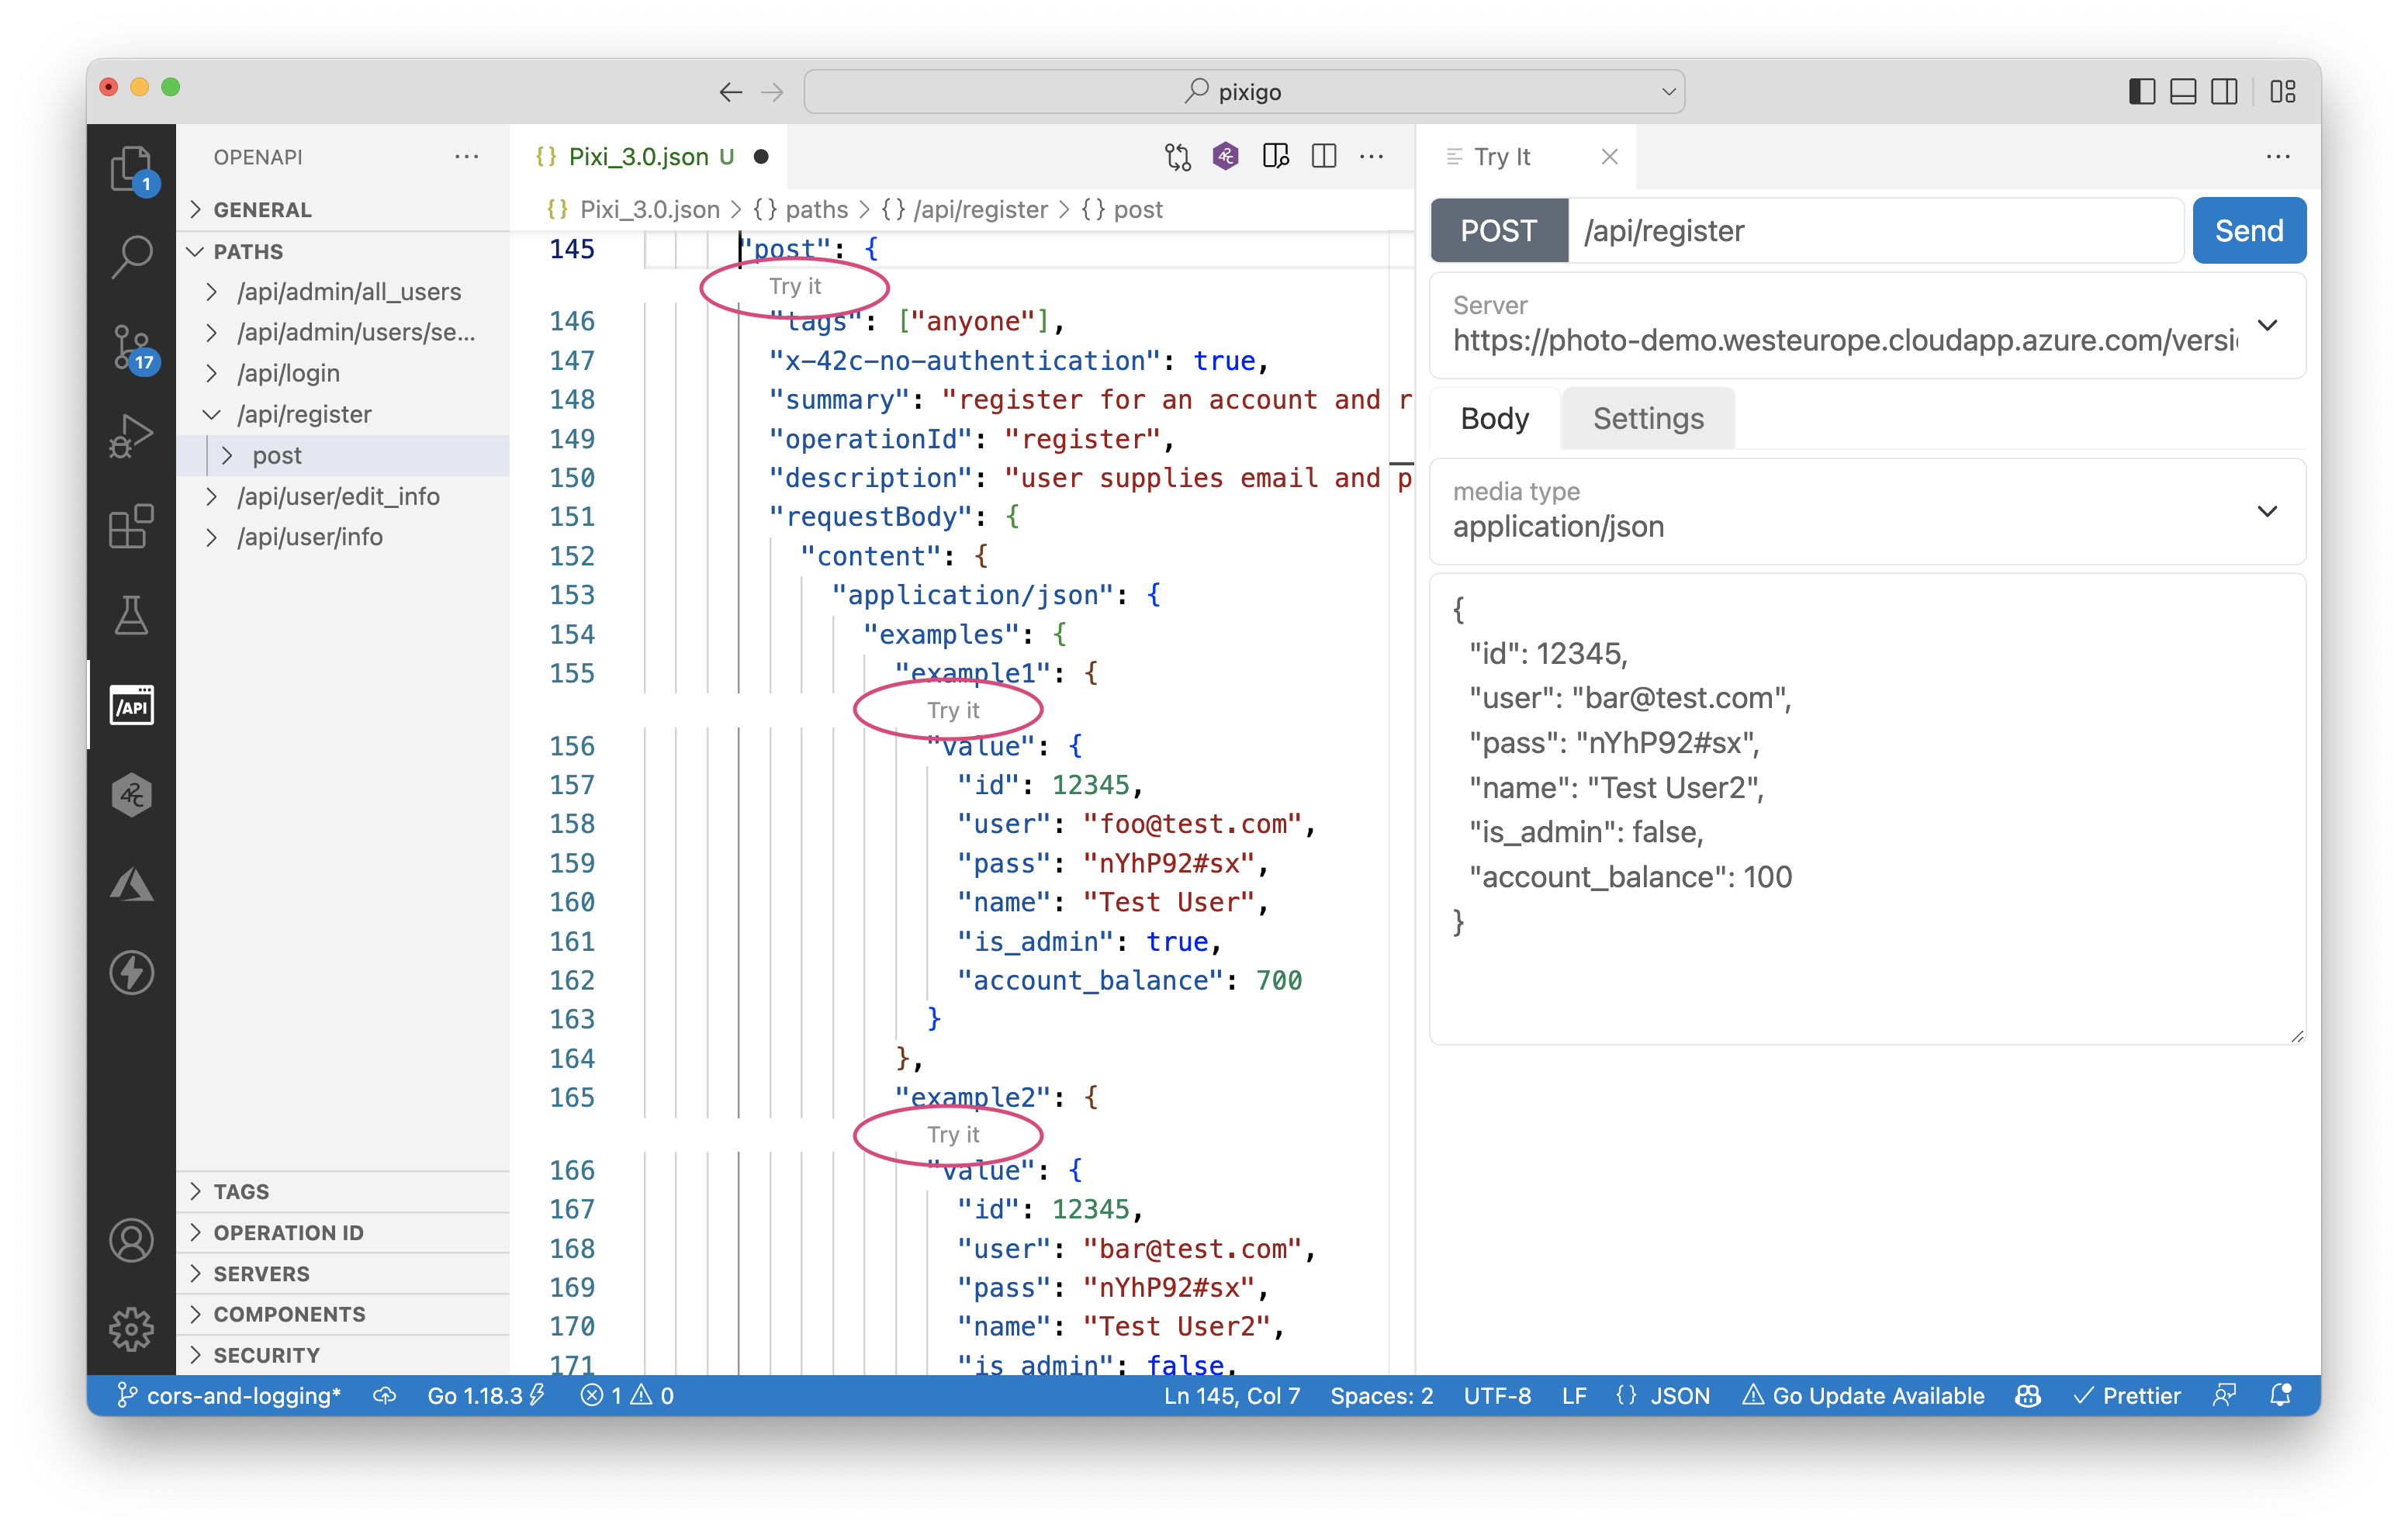 pixigo
1
17
/API
42c
OPENAPI
GENERAL
PATHS
/api/admin/all_users
/api/admin/users/se...
/api/login
/api/register
post
/api/user/edit_info
/api/user/info
TAGS
OPERATION ID
SERVERS
COMPONENTS
SECURITY
{} Pixi_3.0.json U
42c
{} Pixi_3.0.json > {} paths > {} /api/register > {} post
145 "post": {
Try it
146 "tags": ["anyone"],
147 "x-42c-no-authentication": true,
148 "summary": "register for an account and r
149 "operationId": "register",
150 "description": "user supplies email and p
151 "requestBody": {
152 "content": {
153 "application/json": {
154 "examples": {
155 "example1": {
Try it
156 "value": {
157 "id": 12345,
158 "user": "foo@test.com",
159 "pass": "nYhP92#sx",
160 "name": "Test User",
161 "is_admin": true,
162 "account_balance": 700
163 }
164 },
165 "example2": {
Try it
166 "value": {
167 "id": 12345,
168 "user": "bar@test.com",
169 "pass": "nYhP92#sx",
170 "name": "Test User2",
171 "is_admin": false,
Try It
POST /api/register Send
Server
https://photo-demo.westeurope.cloudapp.azure.com/versi
Body Settings
media type
application/json
{
"id": 12345,
"user": "bar@test.com",
"pass": "nYhP92#sx",
"name": "Test User2",
"is_admin": false,
"account_balance": 100
}
cors-and-logging* Go 1.18.3 1 0 Ln 145, Col 7 Spaces: 2 UTF-8 LF {} JSON Go Update Available Prettier